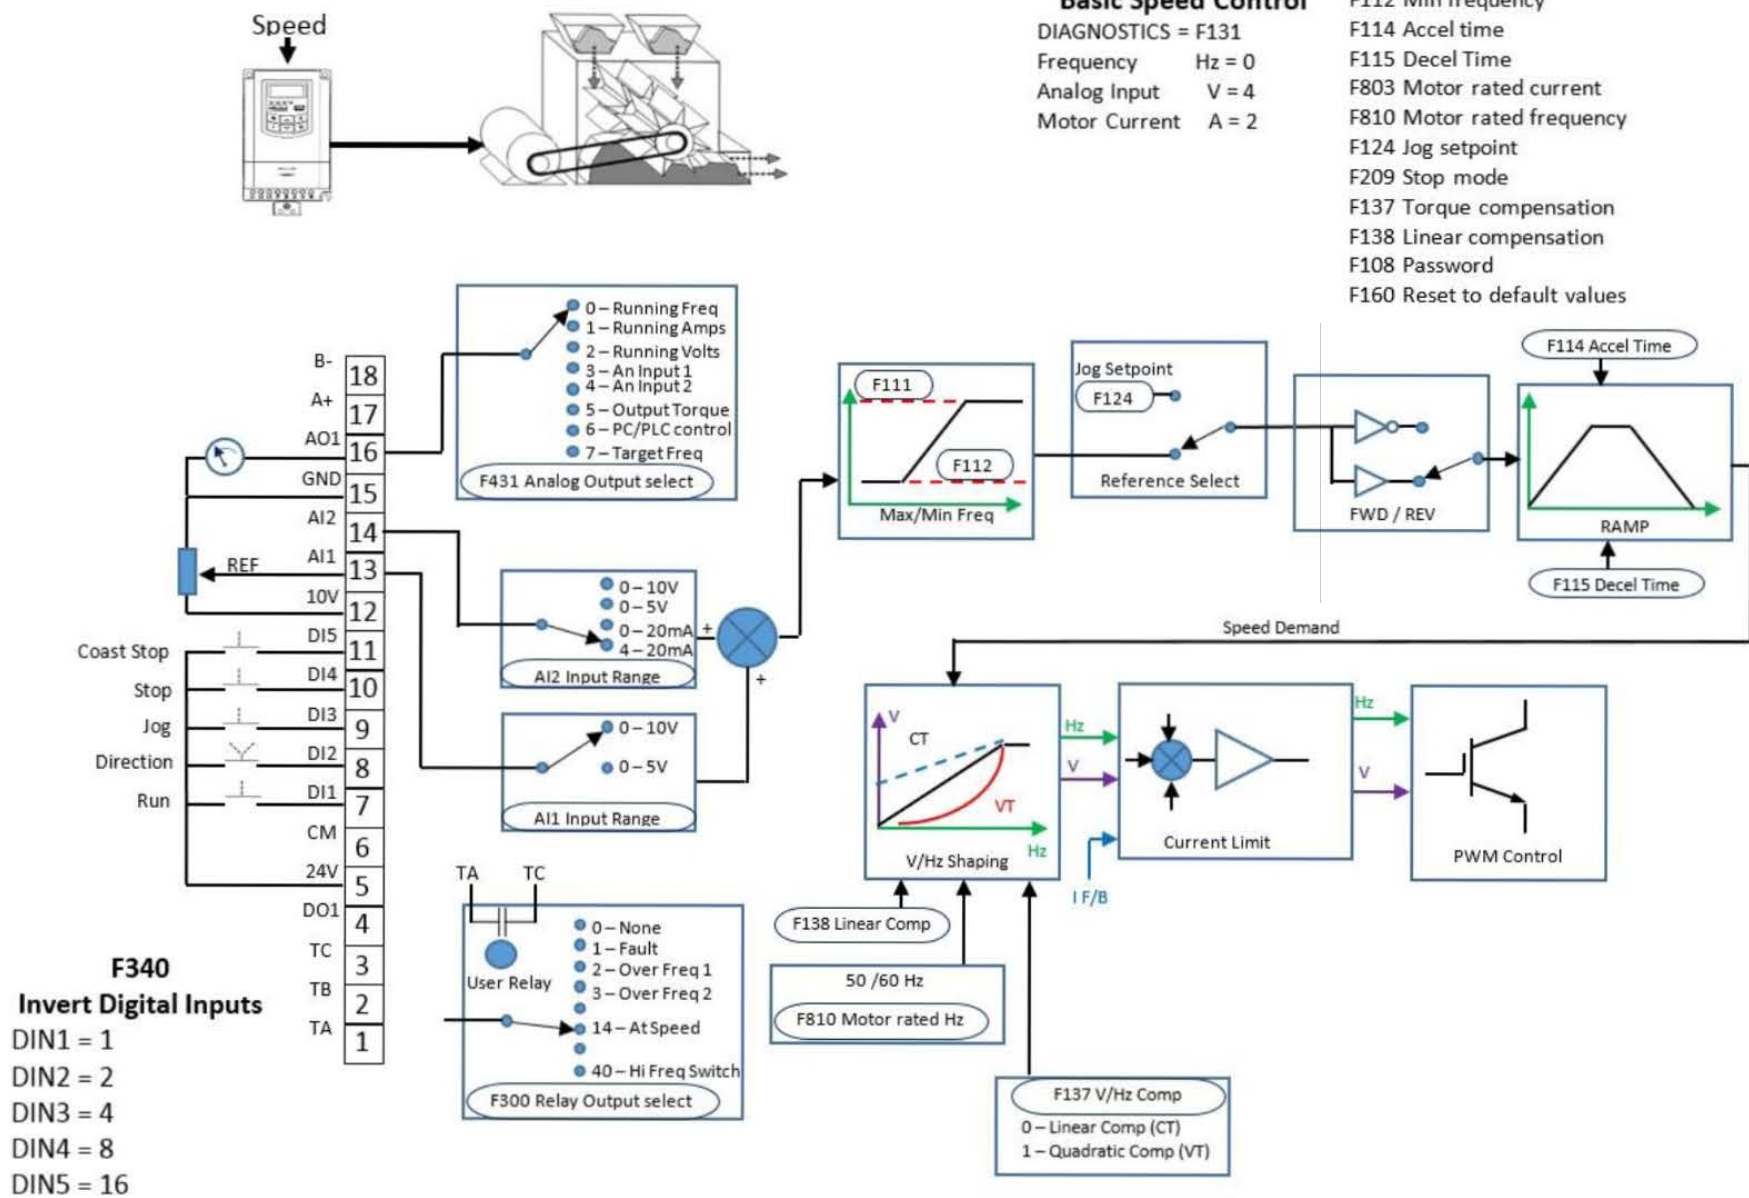 Speed
Basic Speed Control
DIAGNOSTICS = F131
Frequency Hz = 0
Analog Input V = 4
Motor Current A = 2
F112 Min frequency
F114 Accel time
F115 Decel Time
F803 Motor rated current
F810 Motor rated frequency
F124 Jog setpoint
F209 Stop mode
F137 Torque compensation
F138 Linear compensation
F108 Password
F160 Reset to default values
B- 18
A+ 17
AO1 16
GND 15
AI2 14
AI1 13
REF
10V 12
Coast Stop DI5 11
Stop DI4 10
Jog DI3 9
Direction DI2 8
Run DI1 7
CM 6
24V 5
DO1 4
TC 3
TB 2
TA 1
F340
Invert Digital Inputs
DIN1 = 1
DIN2 = 2
DIN3 = 4
DIN4 = 8
DIN5 = 16
0 – Running Freq
1 – Running Amps
2 – Running Volts
3 – An Input 1
4 – An Input 2
5 – Output Torque
6 – PC/PLC control
7 – Target Freq
F431 Analog Output select
0 – 10V
0 – 5V
0 – 20mA
4 – 20mA
AI2 Input Range
+
+
0 – 10V
0 – 5V
AI1 Input Range
TA TC
User Relay
0 – None
1 – Fault
2 – Over Freq 1
3 – Over Freq 2
14 – At Speed
40 – Hi Freq Switch
F300 Relay Output select
F111
F112
Max/Min Freq
Jog Setpoint
F124
Reference Select
FWD / REV
F114 Accel Time
RAMP
F115 Decel Time
Speed Demand
V
CT
VT
Hz
V/Hz Shaping
Hz
V
I F/B
Current Limit
Hz
V
PWM Control
F138 Linear Comp
50 /60 Hz
F810 Motor rated Hz
F137 V/Hz Comp
0 – Linear Comp (CT)
1 – Quadratic Comp (VT)